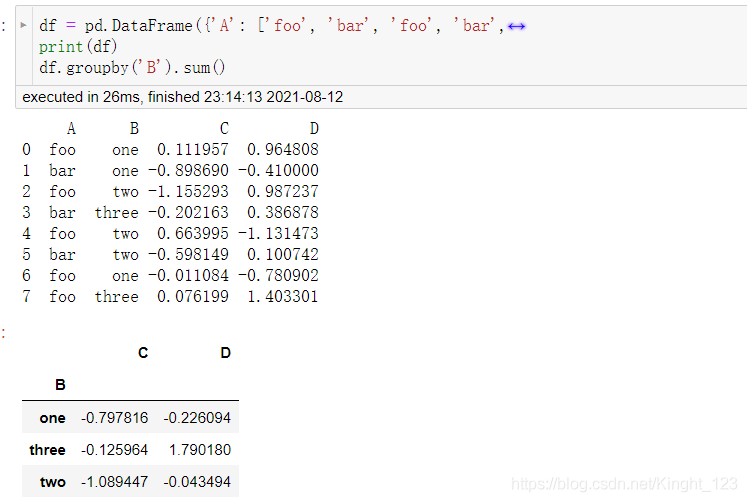 : df = pd.DataFrame({'A': ['foo', 'bar', 'foo', 'bar',↔
print(df)
df.groupby('B').sum()
executed in 26ms, finished 23:14:13 2021-08-12
A B C D
0 foo one 0.111957 0.964808
1 bar one -0.898690 -0.410000
2 foo two -1.155293 0.987237
3 bar three -0.202163 0.386878
4 foo two 0.663995 -1.131473
5 bar two -0.598149 0.100742
6 foo one -0.011084 -0.780902
7 foo three 0.076199 1.403301
:
C D
B
one -0.797816 -0.226094
three -0.125964 1.790180
two -1.089447 -0.043494
https://blog.csdn.net/Kinght_123